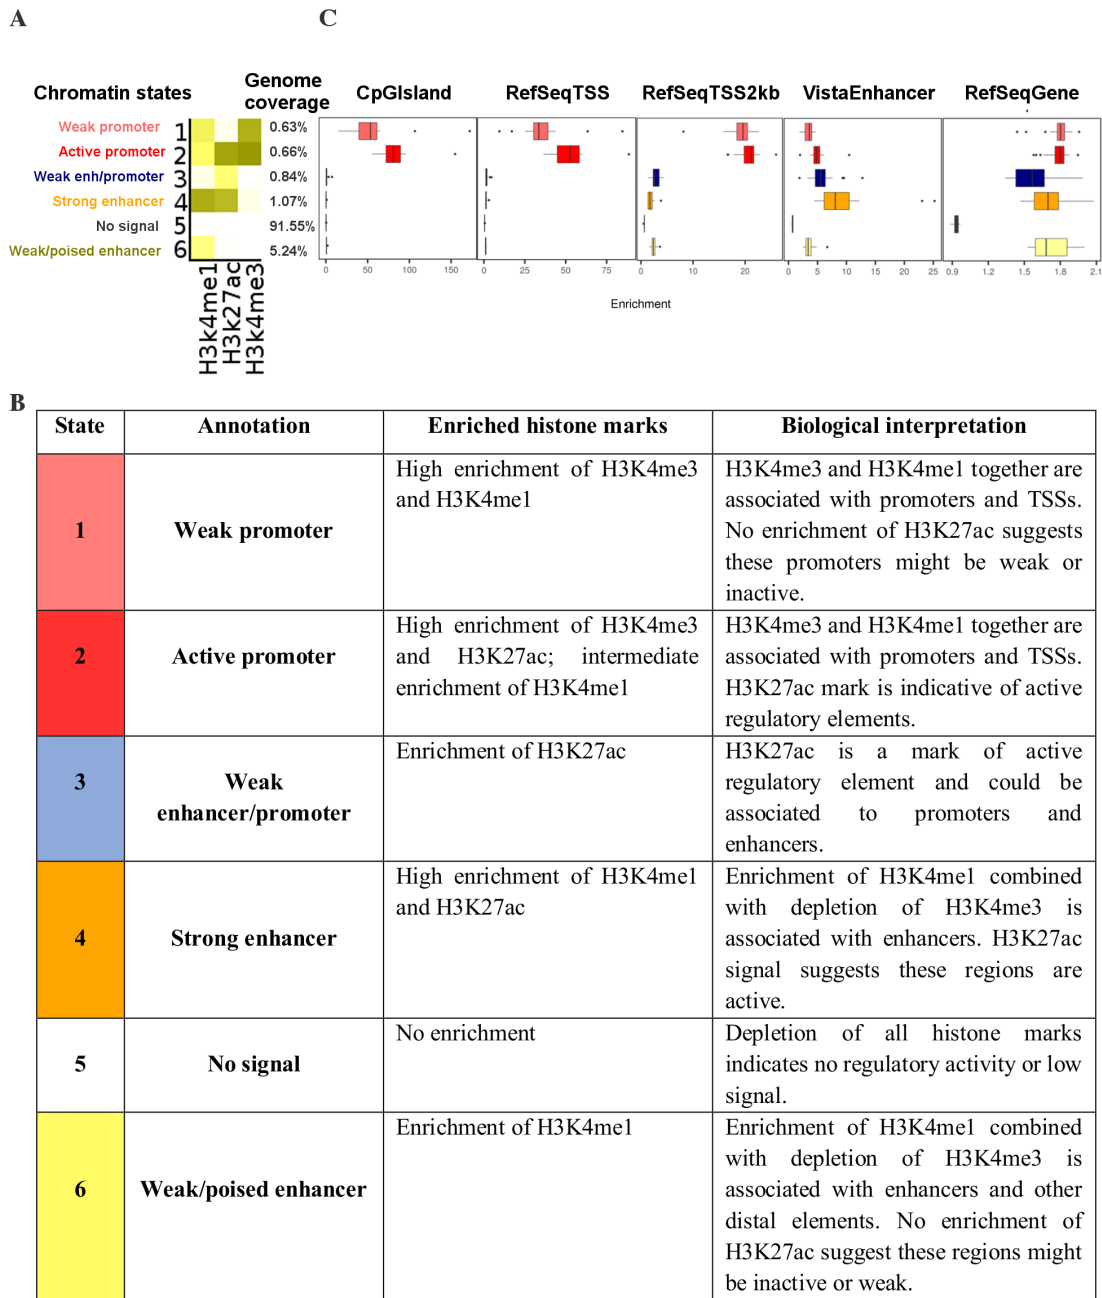 A
C
Chromatin states
Genome
coverage
CpGIsland
RefSeqTSS
RefSeqTSS2kb
VistaEnhancer
RefSeqGene
Weak promoter 1 0.63%
Active promoter 2 0.66%
Weak enh/promoter 3 0.84%
Strong enhancer 4 1.07%
No signal 5 91.55%
Weak/poised enhancer 6 5.24%
0 50 100 150
0 25 50 75
0 10 20
0 5 10 15 20 25
0.9 1.2 1.5 1.8 2.1
H3k4me1
H3k27ac
H3k4me3
Enrichment
B
State
Annotation
Enriched histone marks
Biological interpretation
1
Weak promoter
High enrichment of H3K4me3
and H3K4me1
H3K4me3 and H3K4me1 together are
associated with promoters and TSSs.
No enrichment of H3K27ac suggests
these promoters might be weak or
inactive.
2
Active promoter
High enrichment of H3K4me3
and H3K27ac; intermediate
enrichment of H3K4me1
H3K4me3 and H3K4me1 together are
associated with promoters and TSSs.
H3K27ac mark is indicative of active
regulatory elements.
3
Weak
enhancer/promoter
Enrichment of H3K27ac
H3K27ac is a mark of active
regulatory element and could be
associated to promoters and
enhancers.
4
Strong enhancer
High enrichment of H3K4me1
and H3K27ac
Enrichment of H3K4me1 combined
with depletion of H3K4me3 is
associated with enhancers. H3K27ac
signal suggests these regions are
active.
5
No signal
No enrichment
Depletion of all histone marks
indicates no regulatory activity or low
signal.
6
Weak/poised enhancer
Enrichment of H3K4me1
Enrichment of H3K4me1 combined
with depletion of H3K4me3 is
associated with enhancers and other
distal elements. No enrichment of
H3K27ac suggest these regions might
be inactive or weak.